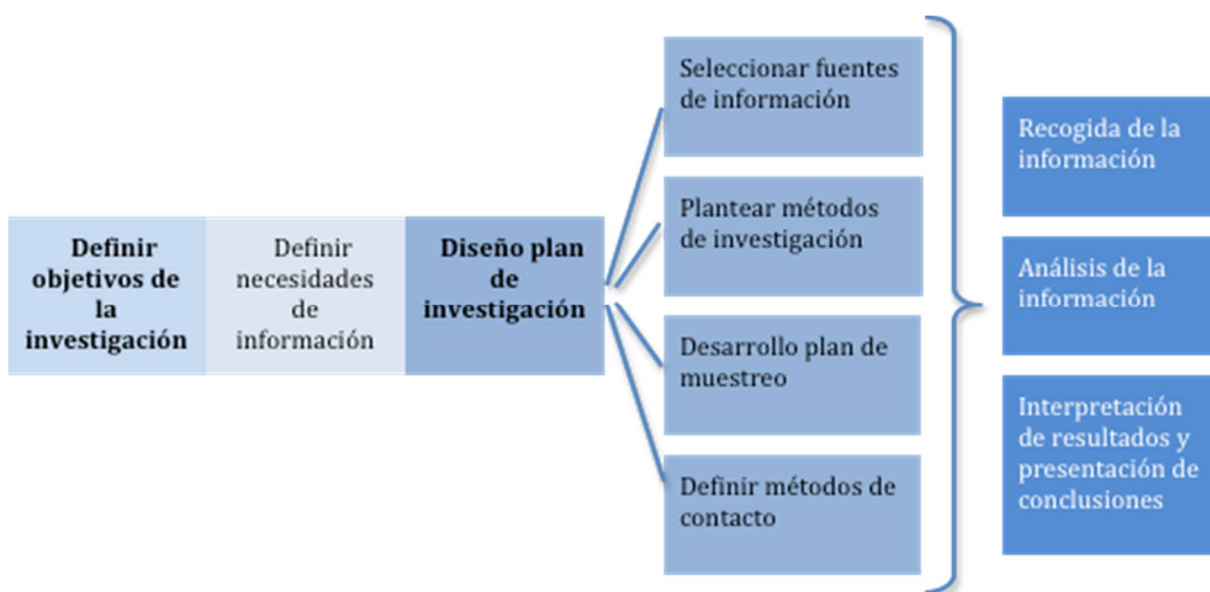 Definir
objetivos de
la
investigación
Definir
necesidades
de
información
Diseño plan
de
investigación
Seleccionar fuentes
de información
Plantear métodos
de investigación
Desarrollo plan de
muestreo
Definir métodos de
contacto
Recogida de la
información
Análisis de la
información
Interpretación
de resultados y
presentación de
conclusiones